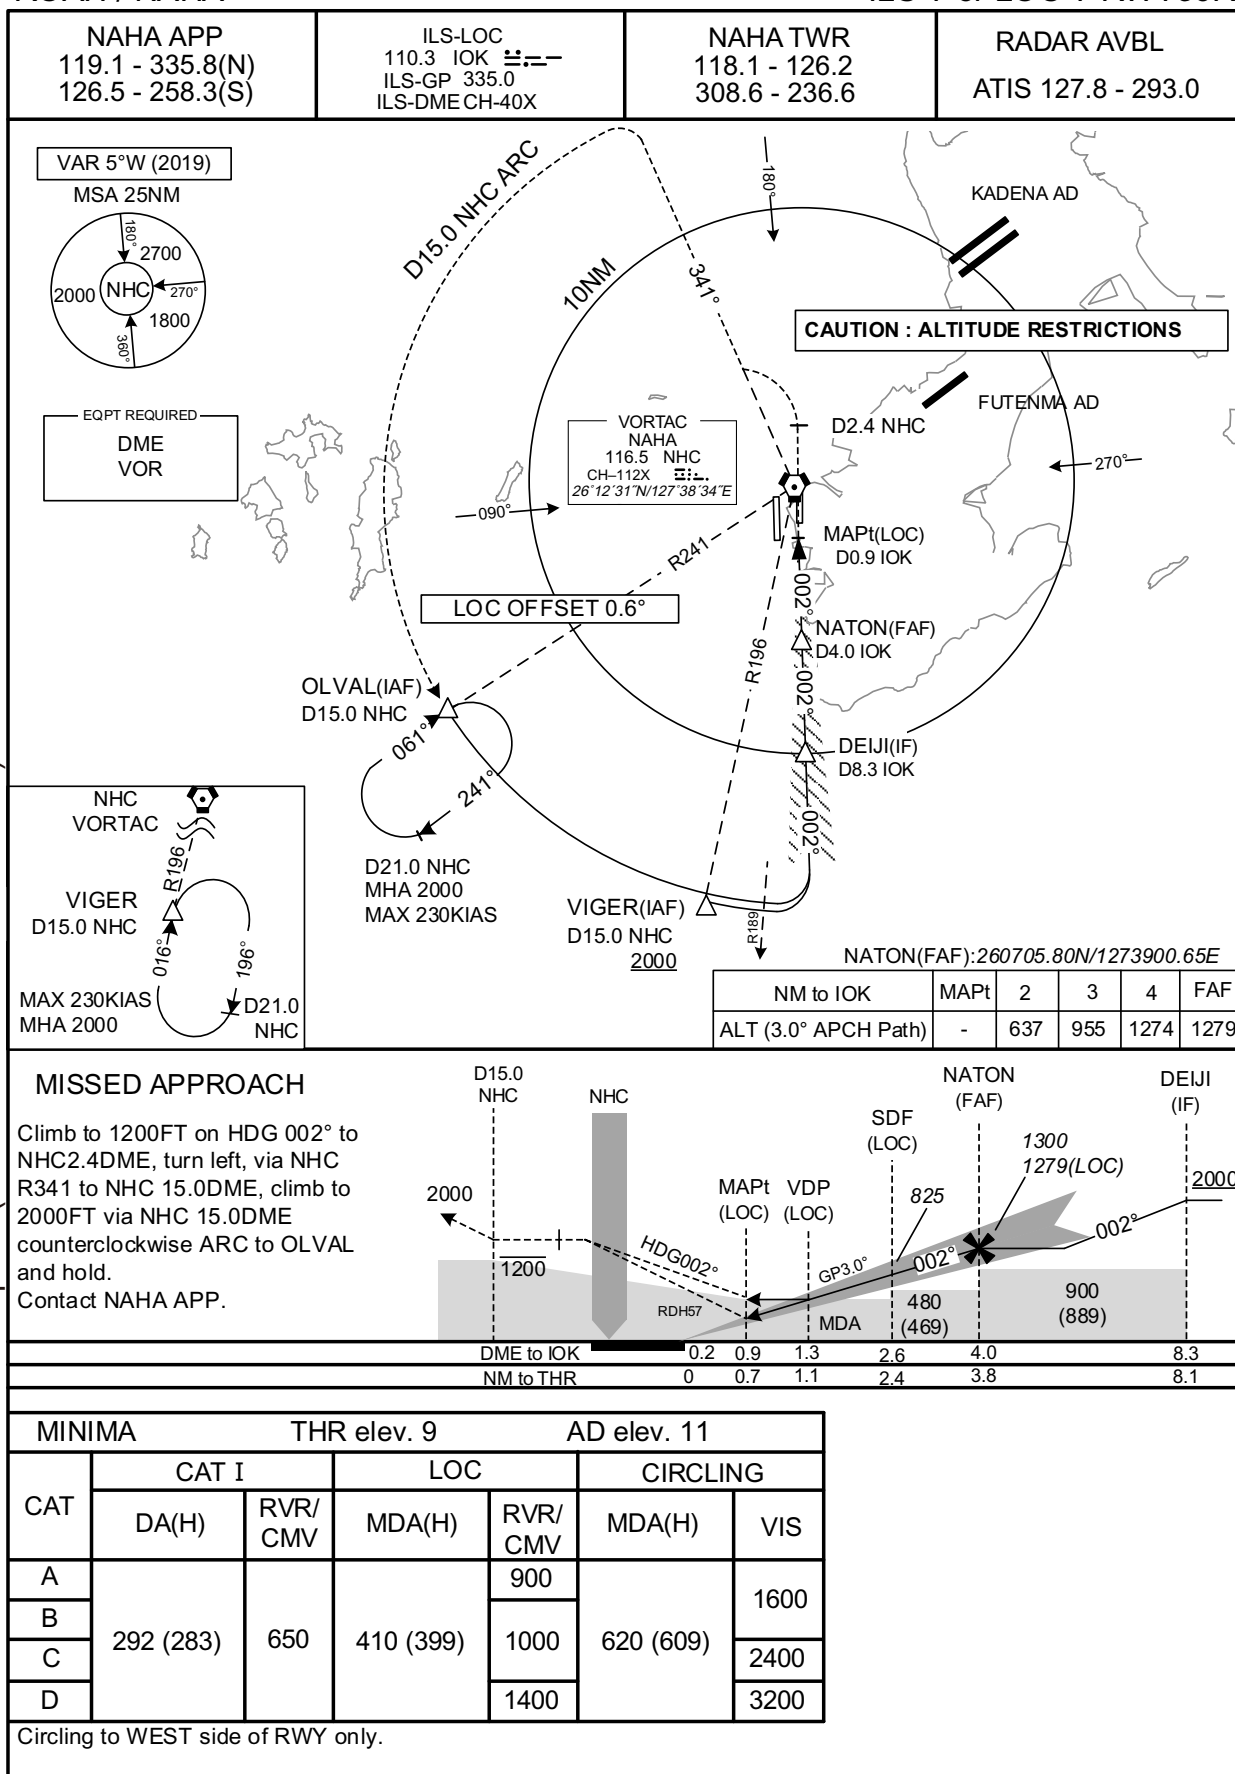 NAHA APP
119.1 - 335.8(N)
126.5 - 258.3(S)
ILS-LOC
110.3 IOK
ILS-GP 335.0
ILS-DME CH-40X
NAHA TWR
118.1 - 126.2
308.6 - 236.6
RADAR AVBL
ATIS 127.8 - 293.0
VAR 5°W (2019)
MSA 25NM
180°
2700
2000
NHC
270°
1800
360°
EQPT REQUIRED
DME
VOR
D15.0 NHC ARC
10NM
341°
180°
KADENA AD
CAUTION : ALTITUDE RESTRICTIONS
FUTENMA AD
VORTAC
NAHA
116.5 NHC
CH-112X
26°12´31˝N/127°38´34˝E
D2.4 NHC
270°
090°
R241
MAPt(LOC)
D0.9 IOK
LOC OFFSET 0.6°
002°
NATON(FAF)
D4.0 IOK
R196
002°
OLVAL(IAF)
D15.0 NHC
061°
241°
DEIJI(IF)
D8.3 IOK
002°
D21.0 NHC
MHA 2000
MAX 230KIAS
VIGER(IAF)
D15.0 NHC
2000
R189
NHC
VORTAC
R196
VIGER
D15.0 NHC
016°
196°
MAX 230KIAS
MHA 2000
D21.0
NHC
NATON(FAF):260705.80N/1273900.65E
NM to IOK MAPt 2 3 4 FAF
ALT (3.0° APCH Path) - 637 955 1274 1279
MISSED APPROACH
Climb to 1200FT on HDG 002° to
NHC2.4DME, turn left, via NHC
R341 to NHC 15.0DME, climb to
2000FT via NHC 15.0DME
counterclockwise ARC to OLVAL
and hold.
Contact NAHA APP.
D15.0
NHC
NHC
2000
1200
HDG002°
RDH57
MAPt
(LOC)
VDP
(LOC)
SDF
(LOC)
825
GP3.0°
002°
NATON
(FAF)
1300
1279(LOC)
DEIJI
(IF)
2000
002°
MDA
480
(469)
900
(889)
DME to IOK 0.2 0.9 1.3 2.6 4.0 8.3
NM to THR 0 0.7 1.1 2.4 3.8 8.1
MINIMA THR elev. 9 AD elev. 11
CAT CAT I LOC CIRCLING
DA(H) RVR/CMV MDA(H) RVR/CMV MDA(H) VIS
A 292 (283) 650 410 (399) 900 620 (609) 1600
B 1000
C 2400
D 1400 3200
Circling to WEST side of RWY only.